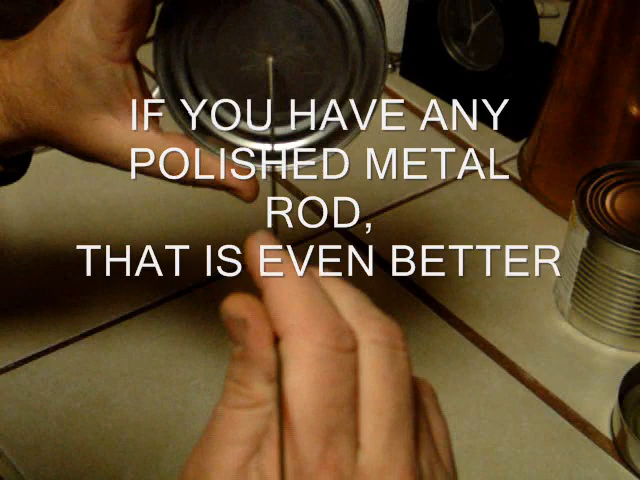 IF YOU HAVE ANY
POLISHED METAL
ROD,
THAT IS EVEN BETTER